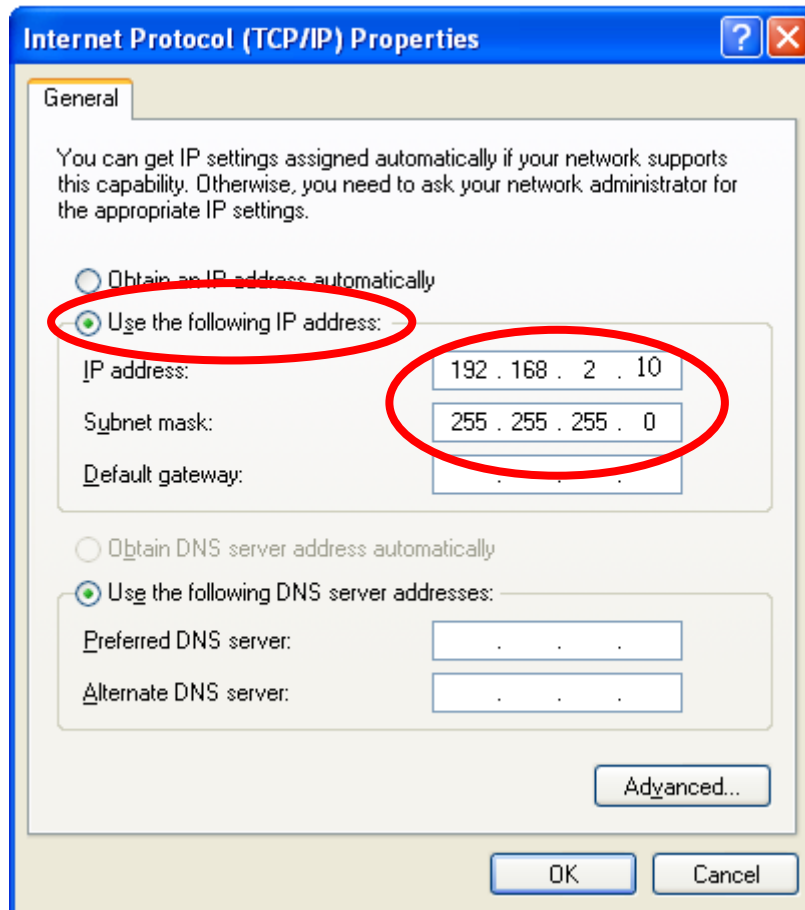 Internet Protocol (TCP/IP) Properties
General
You can get IP settings assigned automatically if your network supports
this capability. Otherwise, you need to ask your network administrator for
the appropriate IP settings.
Obtain an IP address automatically
Use the following IP address:
IP address: 192 . 168 . 2 . 10
Subnet mask: 255 . 255 . 255 . 0
Default gateway: . . .
Obtain DNS server address automatically
Use the following DNS server addresses:
Preferred DNS server: . . .
Alternate DNS server: . . .
Advanced...
OK Cancel